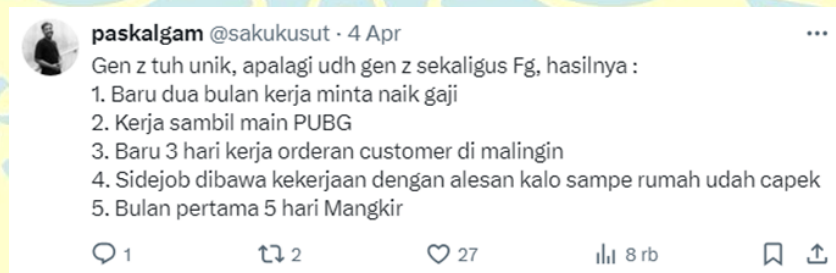 paskalgam @sakukusut · 4 Apr
Gen z tuh unik, apalagi udh gen z sekaligus Fg, hasilnya :
1. Baru dua bulan kerja minta naik gaji
2. Kerja sambil main PUBG
3. Baru 3 hari kerja orderan customer di malingin
4. Sidejob dibawa kekerjaan dengan alesan kalo sampe rumah udah capek
5. Bulan pertama 5 hari Mangkir
1 2 27 8 rb